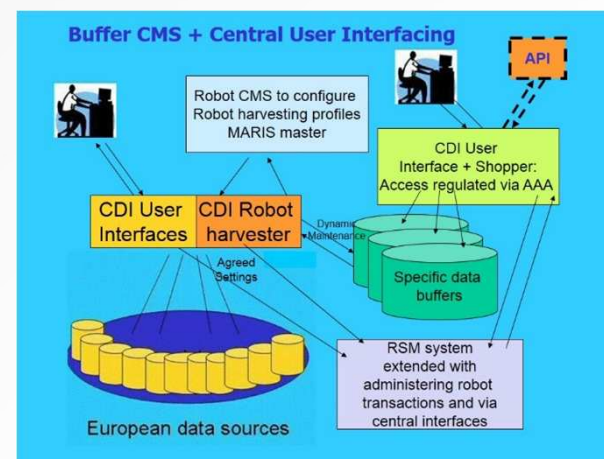 Buffer CMS + Central User Interfacing
API
Robot CMS to configure
Robot harvesting profiles
MARIS master
CDI User
Interface + Shopper:
Access regulated via AAA
CDI User
Interfaces
CDI Robot
harvester
Dynamic
Maintenance
Agreed
Settings
Specific data
buffers
RSM system
extended with
administering robot
transactions and via
central interfaces
European data sources